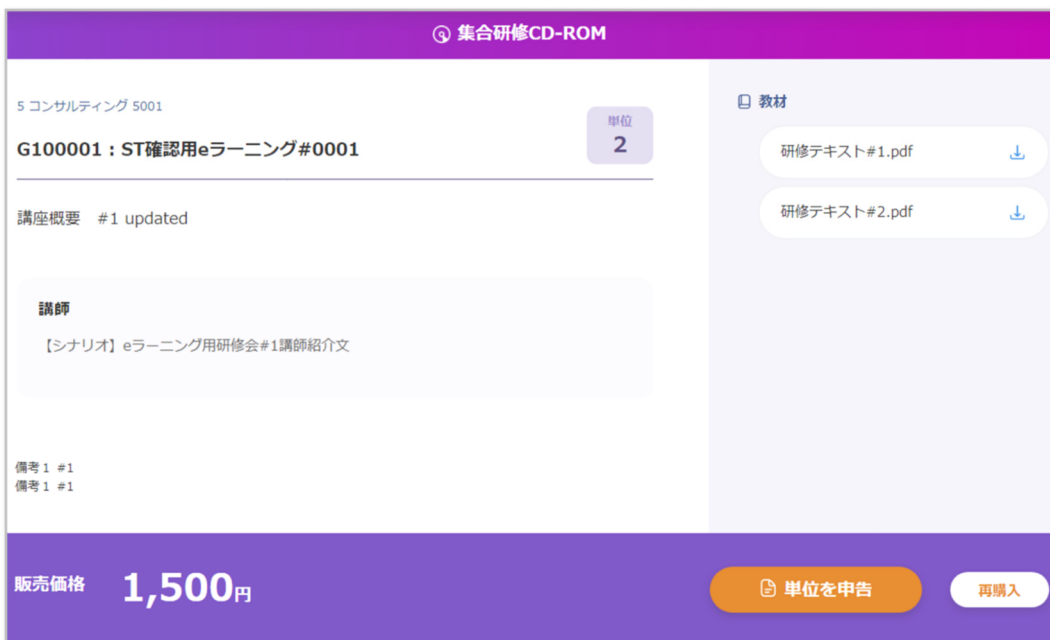 集合研修CD-ROM
5 コンサルティング 5001
単位
2
G100001：ST確認用eラーニング#0001
講座概要　#1 updated
講師
【シナリオ】eラーニング用研修会#1講師紹介文
備考１ #1
備考１ #1
教材
研修テキスト#1.pdf
研修テキスト#2.pdf
販売価格 1,500円
単位を申告
再購入